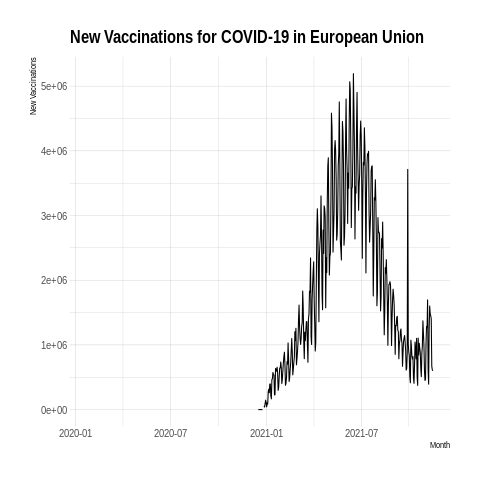 New Vaccinations for COVID-19 in European Union
New Vaccinations
5e+06
4e+06
3e+06
2e+06
1e+06
0e+00
2020-01 2020-07 2021-01 2021-07
Month